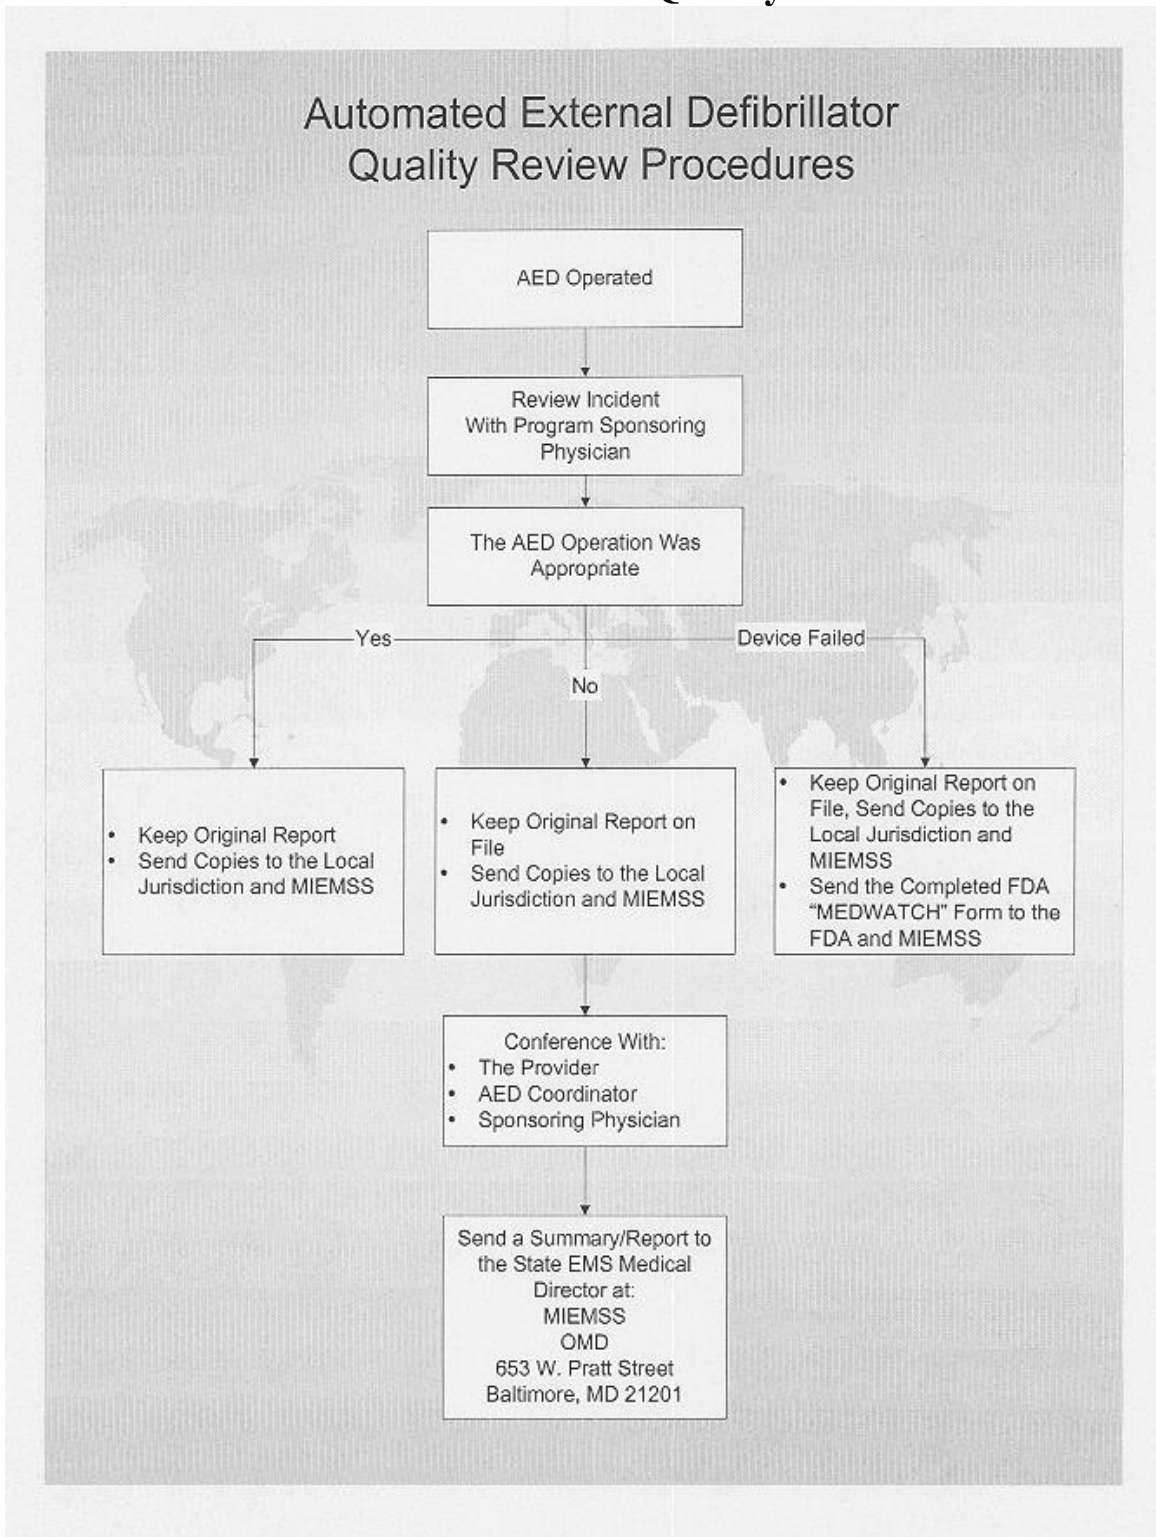 Automated External Defibrillator
Quality Review Procedures
AED Operated
Review Incident
With Program Sponsoring
Physician
The AED Operation Was
Appropriate
Yes
No
Device Failed
• Keep Original Report
• Send Copies to the Local
Jurisdiction and MIEMSS
• Keep Original Report on
File
• Send Copies to the Local
Jurisdiction and MIEMSS
• Keep Original Report on
File, Send Copies to the
Local Jurisdiction and
MIEMSS
• Send the Completed FDA
“MEDWATCH” Form to the
FDA and MIEMSS
Conference With:
• The Provider
• AED Coordinator
• Sponsoring Physician
Send a Summary/Report to
the State EMS Medical
Director at:
MIEMSS
OMD
653 W. Pratt Street
Baltimore, MD 21201